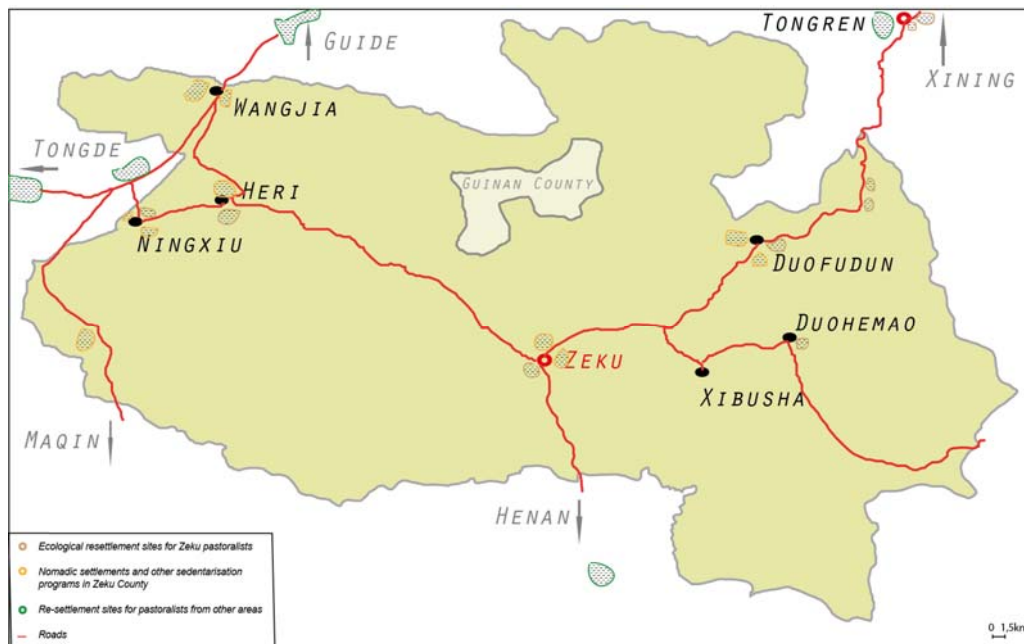 GUIDE
TONGREN
XINING
WANGJIA
TONGDE
HERI
GUINAN COUNTY
NINGXIU
DUOFUDUN
DUOHEMAO
ZEKU
XIBUSHA
MAQIN
HENAN
Ecological resettlement sites for Zeku pastoralists
Nomadic settlements and other sedentarisation
programs in Zeku County
Re-settlement sites for pastoralists from other areas
Roads
0 1,5km